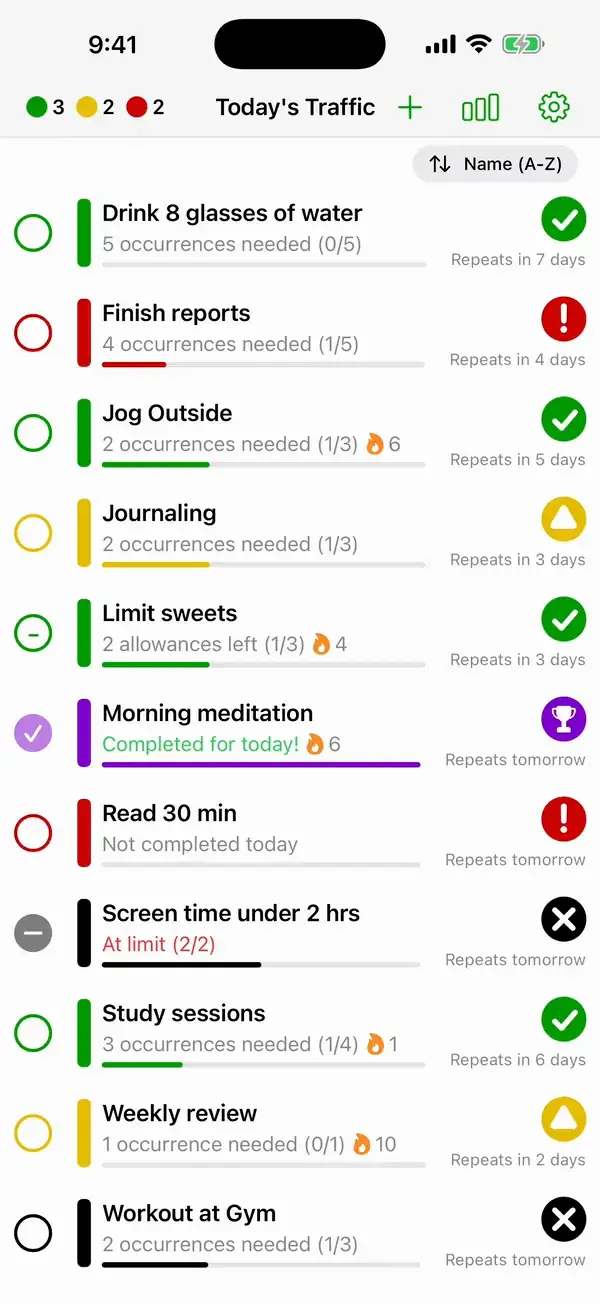 9:41
3 2 2 Today's Traffic
Name (A-Z)
Drink 8 glasses of water
5 occurrences needed (0/5)
Repeats in 7 days
Finish reports
4 occurrences needed (1/5)
Repeats in 4 days
Jog Outside
2 occurrences needed (1/3) 🔥 6
Repeats in 5 days
Journaling
2 occurrences needed (1/3)
Repeats in 3 days
Limit sweets
2 allowances left (1/3) 🔥 4
Repeats in 3 days
Morning meditation
Completed for today! 🔥 6
Repeats tomorrow
Read 30 min
Not completed today
Repeats tomorrow
Screen time under 2 hrs
At limit (2/2)
Repeats tomorrow
Study sessions
3 occurrences needed (1/4) 🔥 1
Repeats in 6 days
Weekly review
1 occurrence needed (0/1) 🔥 10
Repeats in 2 days
Workout at Gym
2 occurrences needed (1/3)
Repeats tomorrow